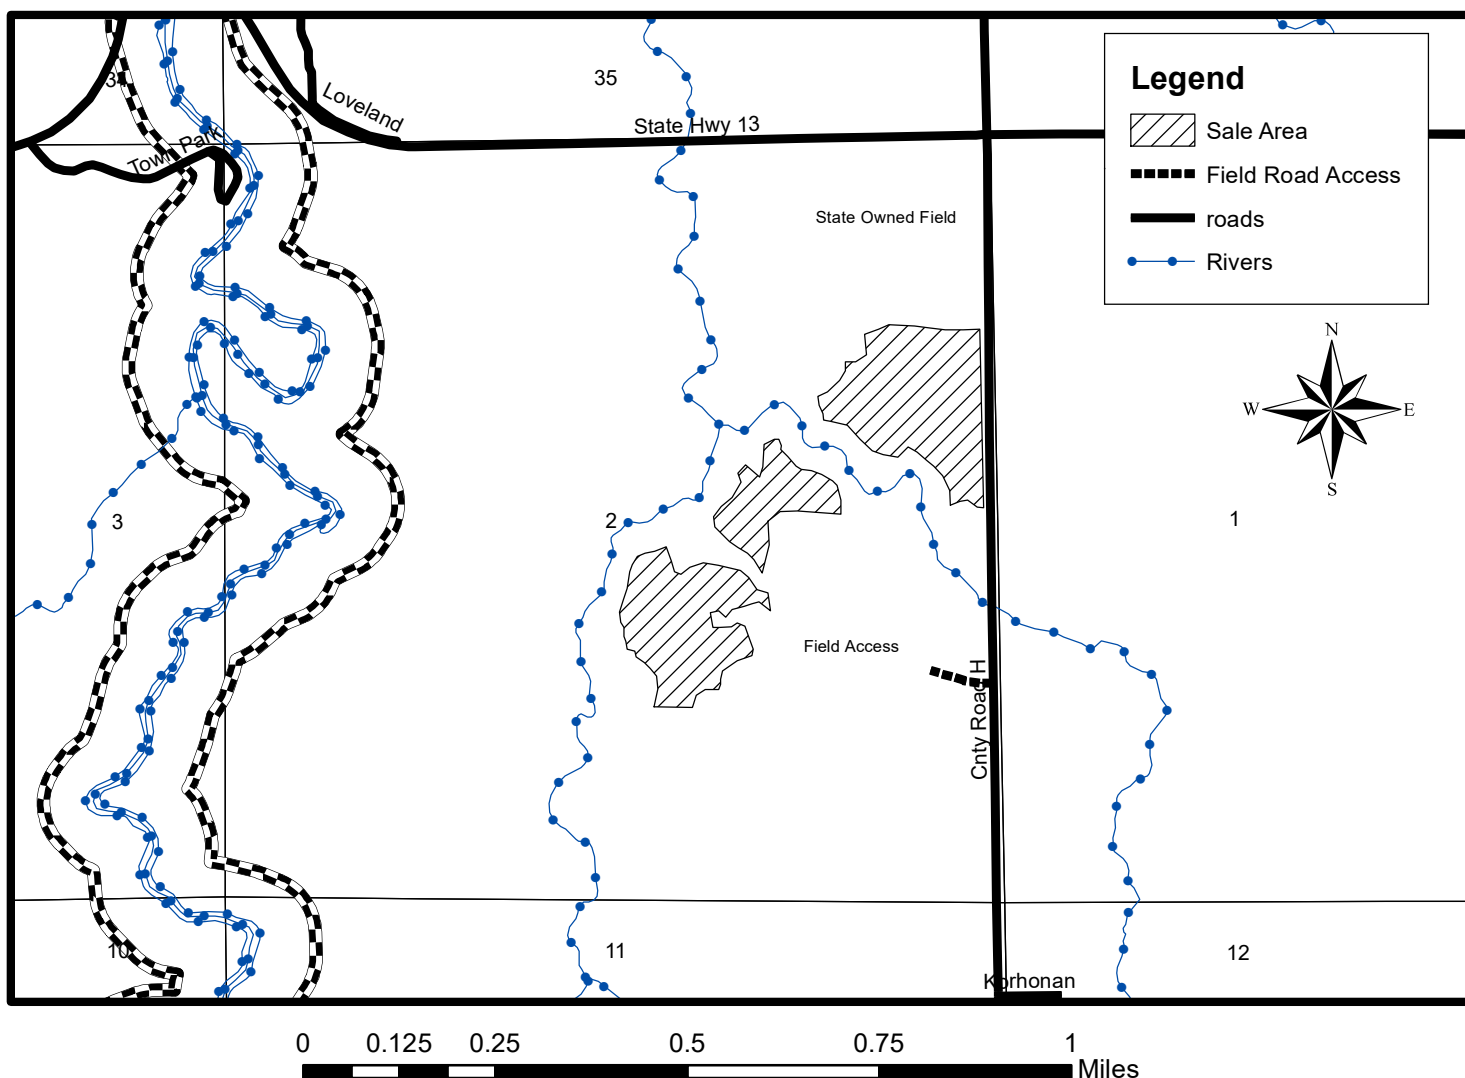 34
35
Loveland
State Hwy 13
Town Park
State Owned Field
Legend
Sale Area
Field Road Access
roads
Rivers
N
W
E
S
3
2
1
Field Access
Cnty Road H
10
11
12
Korhonan
0 0.125 0.25 0.5 0.75 1
Miles